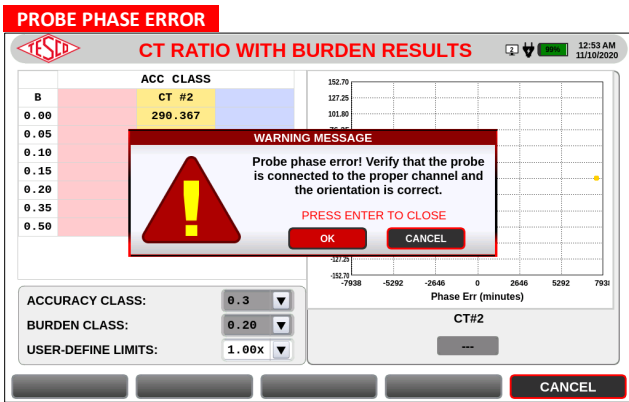 PROBE PHASE ERROR
TESCO
CT RATIO WITH BURDEN RESULTS
2
99%
12:53 AM
11/10/2020
ACC CLASS
B
CT #2
0.00
290.367
0.05
0.10
0.15
0.20
0.35
0.50
152.70
127.25
101.80
WARNING MESSAGE
Probe phase error! Verify that the probe
is connected to the proper channel and
the orientation is correct.
PRESS ENTER TO CLOSE
OK
CANCEL
-127.25
-152.70
-7938
-5292
-2646
0
2646
5292
Phase Err (minutes)
ACCURACY CLASS:
0.3
BURDEN CLASS:
0.20
USER-DEFINE LIMITS:
1.00x
CT#2
---
CANCEL